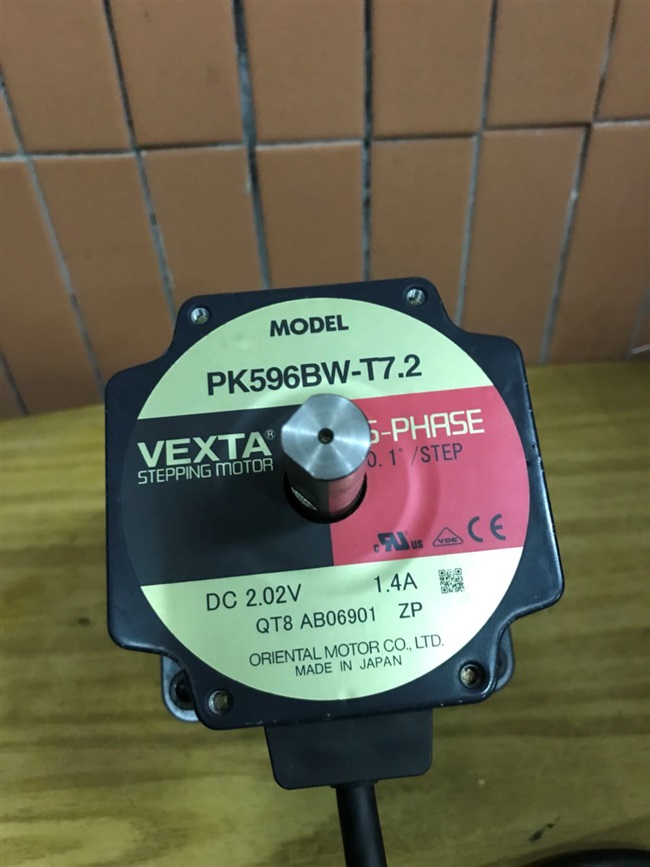 MODEL
PK596BW-T7.2
VEXTA®
STEPPING MOTOR
-PHASE
0.1°/STEP
c UR us VDE CE
DC 2.02V 1.4A
QT8 AB06901 ZP
ORIENTAL MOTOR CO., LTD.
MADE IN JAPAN